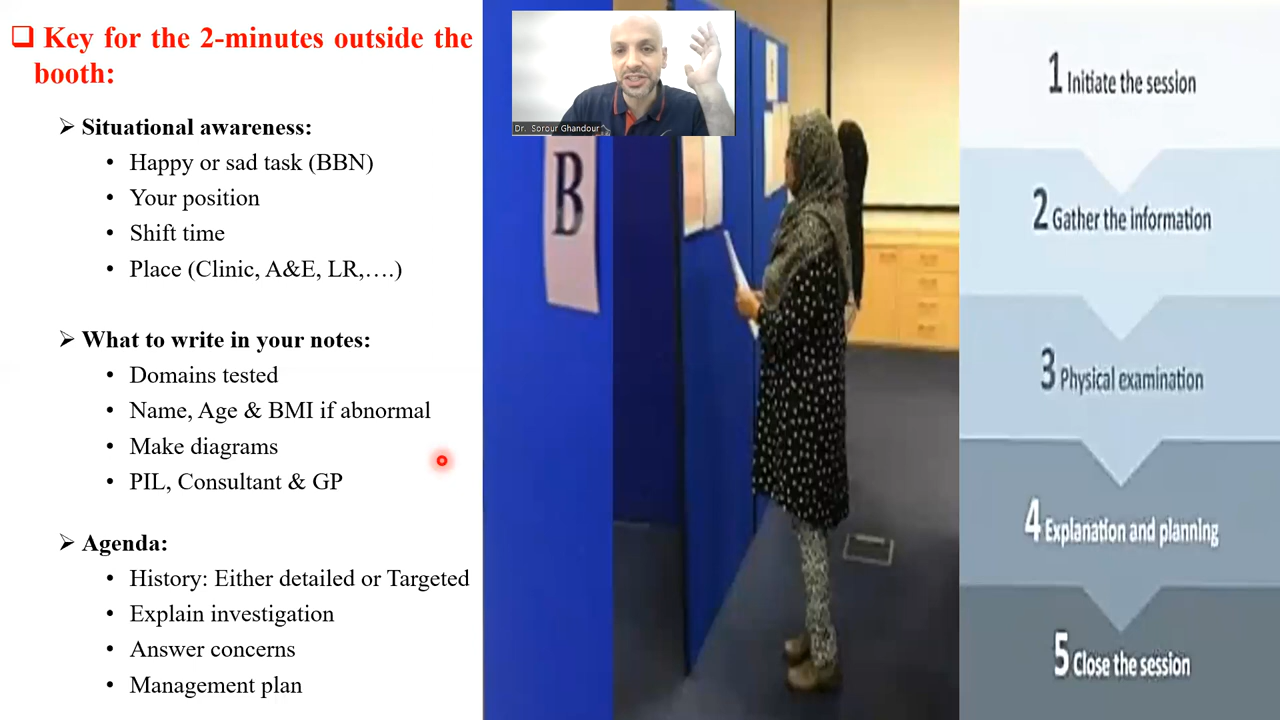 ❑ Key for the 2-minutes outside the
booth:
➢ Situational awareness:
• Happy or sad task (BBN)
• Your position
• Shift time
• Place (Clinic, A&E, LR,….)
➢ What to write in your notes:
• Domains tested
• Name, Age & BMI if abnormal
• Make diagrams
• PIL, Consultant & GP
➢ Agenda:
• History: Either detailed or Targeted
• Explain investigation
• Answer concerns
• Management plan
Dr. Sorour Ghandour
B
1 Initiate the session
2 Gather the information
3 Physical examination
4 Explanation and planning
5 Close the session